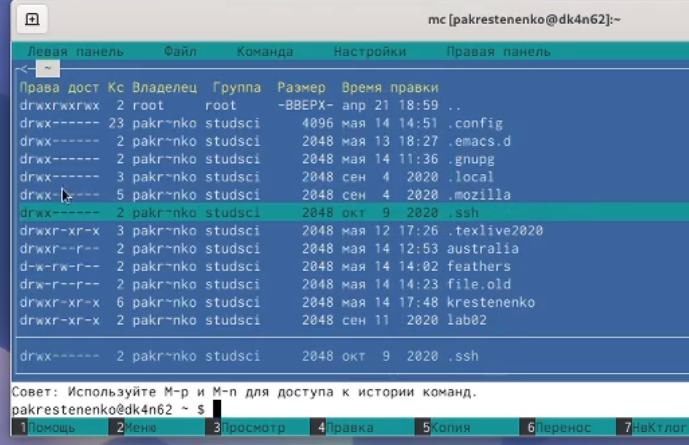 mc [pakrestenenko@dk4n62]:~
Левая панель Файл Команда Настройки Правая панель
<─ ~
Права дост Кс Владелец Группа Размер Время правки
drwxrwxrwx 2 root root -ВВЕРХ- апр 21 18:59 ..
drwx------ 23 pakr~nko studsci 4096 мая 14 14:51 .config
drwx------ 2 pakr~nko studsci 2048 мая 13 18:27 .emacs.d
drwx------ 2 pakr~nko studsci 2048 мая 14 11:36 .gnupg
drwx------ 3 pakr~nko studsci 2048 сен 4 2020 .local
drwx------ 5 pakr~nko studsci 2048 сен 4 2020 .mozilla
drwx------ 2 pakr~nko studsci 2048 окт 9 2020 .ssh
drwxr-xr-x 3 pakr~nko studsci 2048 мая 12 17:26 .texlive2020
drwxr--r-- 2 pakr~nko studsci 2048 мая 14 12:53 australia
d-w-rw-r-- 2 pakr~nko studsci 2048 мая 14 14:02 feathers
drw-r--r-- 2 pakr~nko studsci 2048 мая 14 14:23 file.old
drwxr-xr-x 6 pakr~nko studsci 2048 мая 14 17:48 krestenenko
drwxr-xr-x 2 pakr~nko studsci 2048 сен 11 2020 lab02
drwx------ 2 pakr~nko studsci 2048 окт 9 2020 .ssh
Совет: Используйте M-p и M-n для доступа к истории команд.
pakrestenenko@dk4n62 ~ $
1Помощь 2Меню 3Просмотр 4Правка 5Копия 6Перенос 7НвКтлог